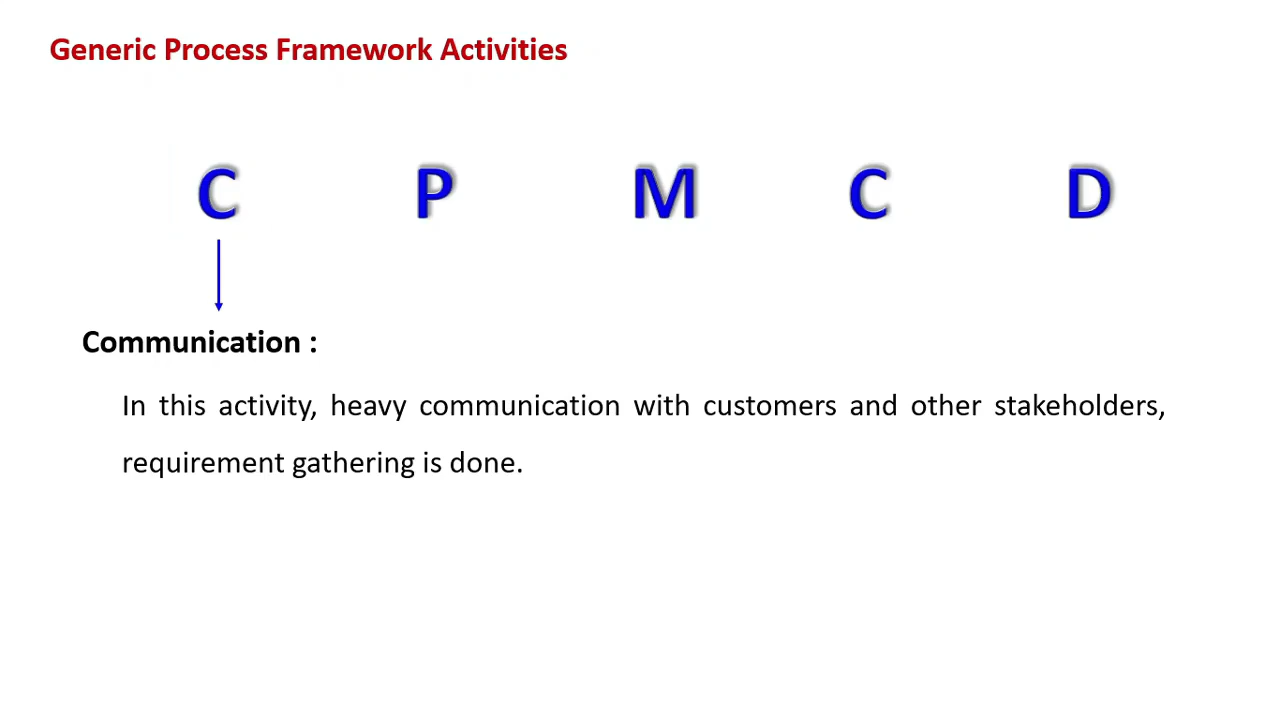 Generic Process Framework Activities
C P M C D
Communication :
In this activity, heavy communication with customers and other stakeholders,
requirement gathering is done.